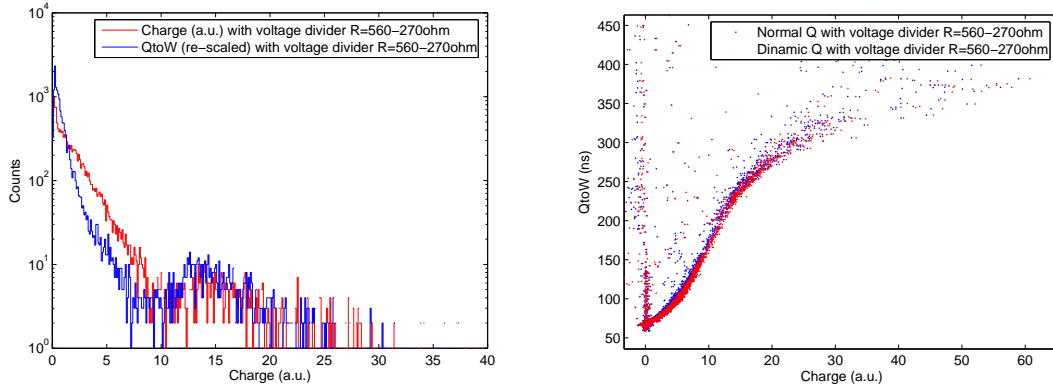 Charge (a.u.) with voltage divider R=560−270ohm
QtoW (re−scaled) with voltage divider R=560−270ohm
10^4
10^3
10^2
10^1
10^0
Counts
0 5 10 15 20 25 30 35 40
Charge (a.u.)
Normal Q with voltage divider R=560−270ohm
Dinamic Q with voltage divider R=560−270ohm
450
400
350
300
250
200
150
100
50
QtoW (ns)
0 10 20 30 40 50 60
Charge (a.u.)